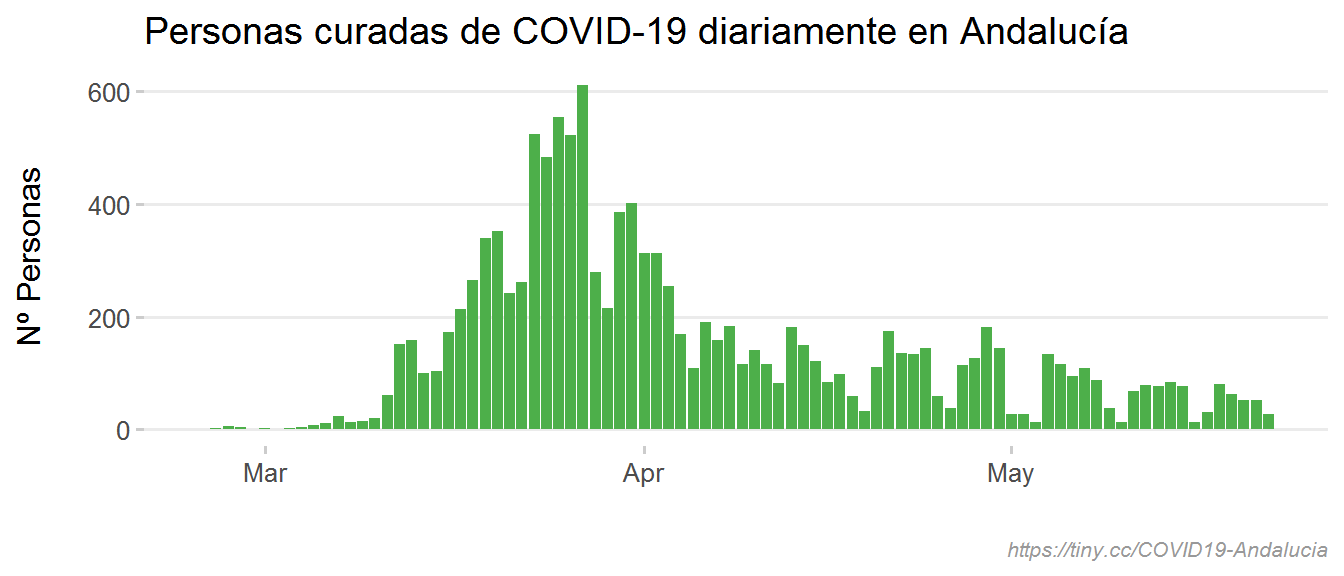 Personas curadas de COVID-19 diariamente en Andalucía
Nº Personas
600
400
200
0
Mar
Apr
May
https://tiny.cc/COVID19-Andalucia